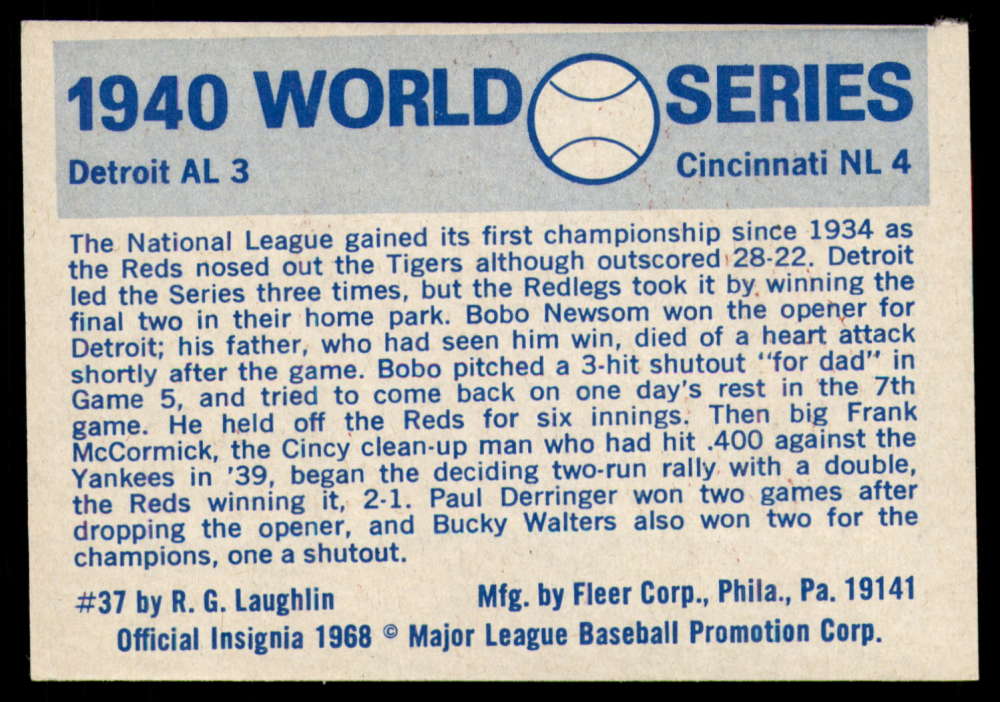 1940 WORLD SERIES
Detroit AL 3 Cincinnati NL 4
The National League gained its first championship since 1934 as
the Reds nosed out the Tigers although outscored 28-22. Detroit
led the Series three times, but the Redlegs took it by winning the
final two in their home park. Bobo Newsom won the opener for
Detroit; his father, who had seen him win, died of a heart attack
shortly after the game. Bobo pitched a 3-hit shutout "for dad" in
Game 5, and tried to come back on one day's rest in the 7th
game. He held off the Reds for six innings. Then big Frank
McCormick, the Cincy clean-up man who had hit .400 against the
Yankees in '39, began the deciding two-run rally with a double,
the Reds winning it, 2-1. Paul Derringer won two games after
dropping the opener, and Bucky Walters also won two for the
champions, one a shutout.
#37 by R. G. Laughlin Mfg. by Fleer Corp., Phila., Pa. 19141
Official Insignia 1968 © Major League Baseball Promotion Corp.